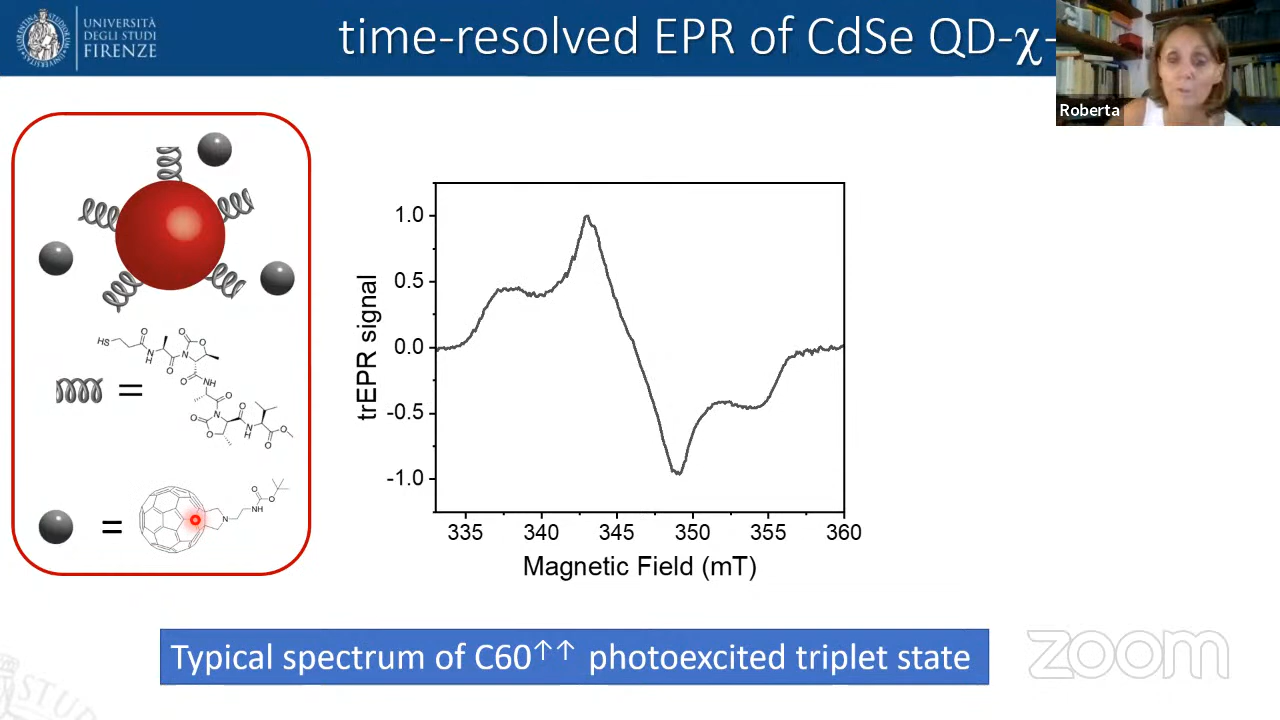 UNIVERSITÀ
DEGLI STUDI
FIRENZE
time-resolved EPR of CdSe QD-χ-
Roberta
HS
O
N
H
O
O
O
N
O
NH
O
O
N
O
O
O
N
H
O
O
=
=
N
O
O
NH
trEPR signal
1.0
0.5
0.0
-0.5
-1.0
335 340 345 350 355 360
Magnetic Field (mT)
Typical spectrum of C60↑↑ photoexcited triplet state
zoom